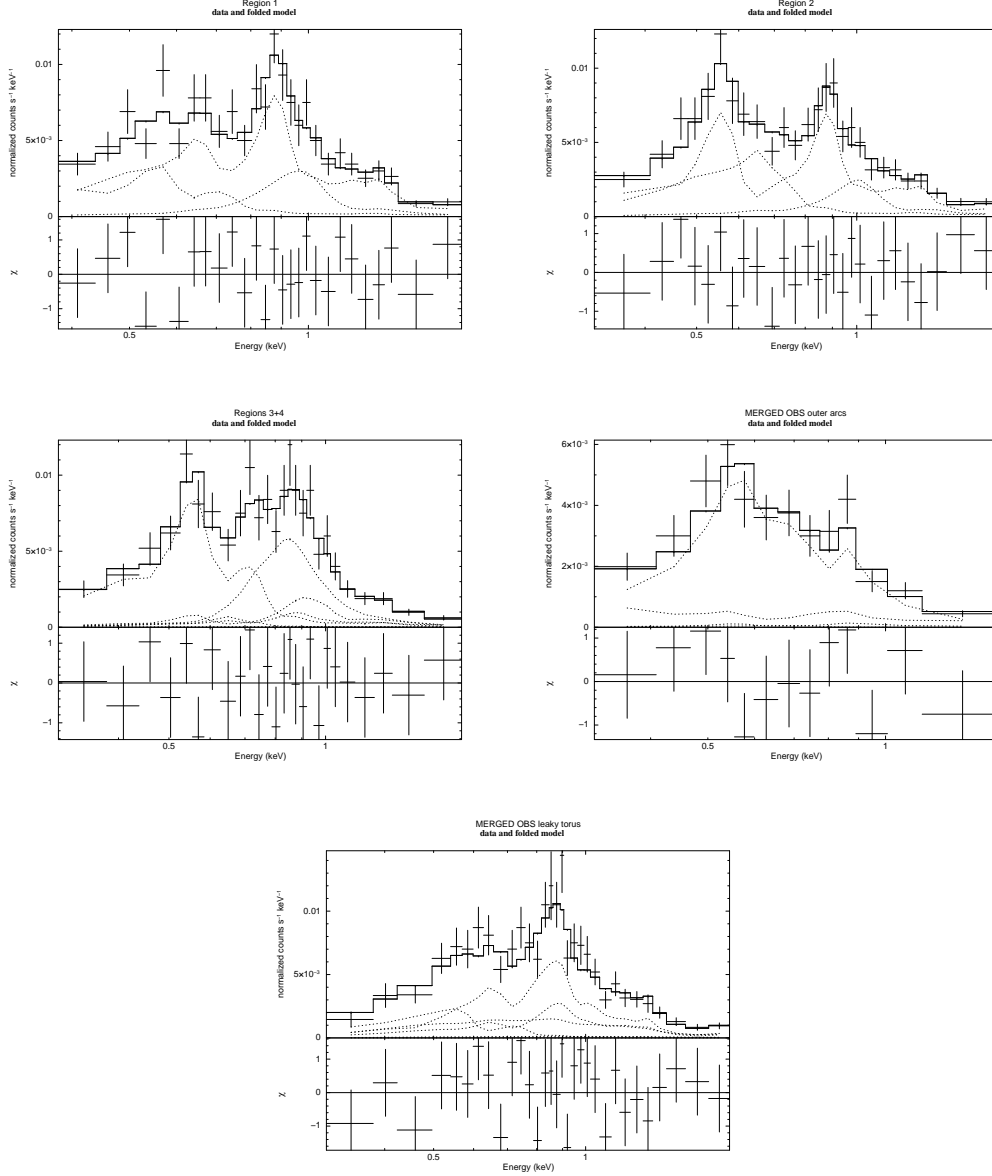 Region 1
data and folded model
normalized counts s⁻¹ keV⁻¹
0.01
5×10⁻³
0
χ
1
0
−1
0.5
1
Energy (keV)
Region 2
data and folded model
normalized counts s⁻¹ keV⁻¹
0.01
5×10⁻³
0
χ
1
0
−1
0.5
1
Energy (keV)
Regions 3+4
data and folded model
normalized counts s⁻¹ keV⁻¹
0.01
5×10⁻³
0
χ
1
0
−1
0.5
1
Energy (keV)
MERGED OBS outer arcs
data and folded model
normalized counts s⁻¹ keV⁻¹
6×10⁻³
4×10⁻³
2×10⁻³
0
χ
1
0
−1
0.5
1
Energy (keV)
MERGED OBS leaky torus
data and folded model
normalized counts s⁻¹ keV⁻¹
0.01
5×10⁻³
0
χ
1
0
−1
0.5
1
Energy (keV)